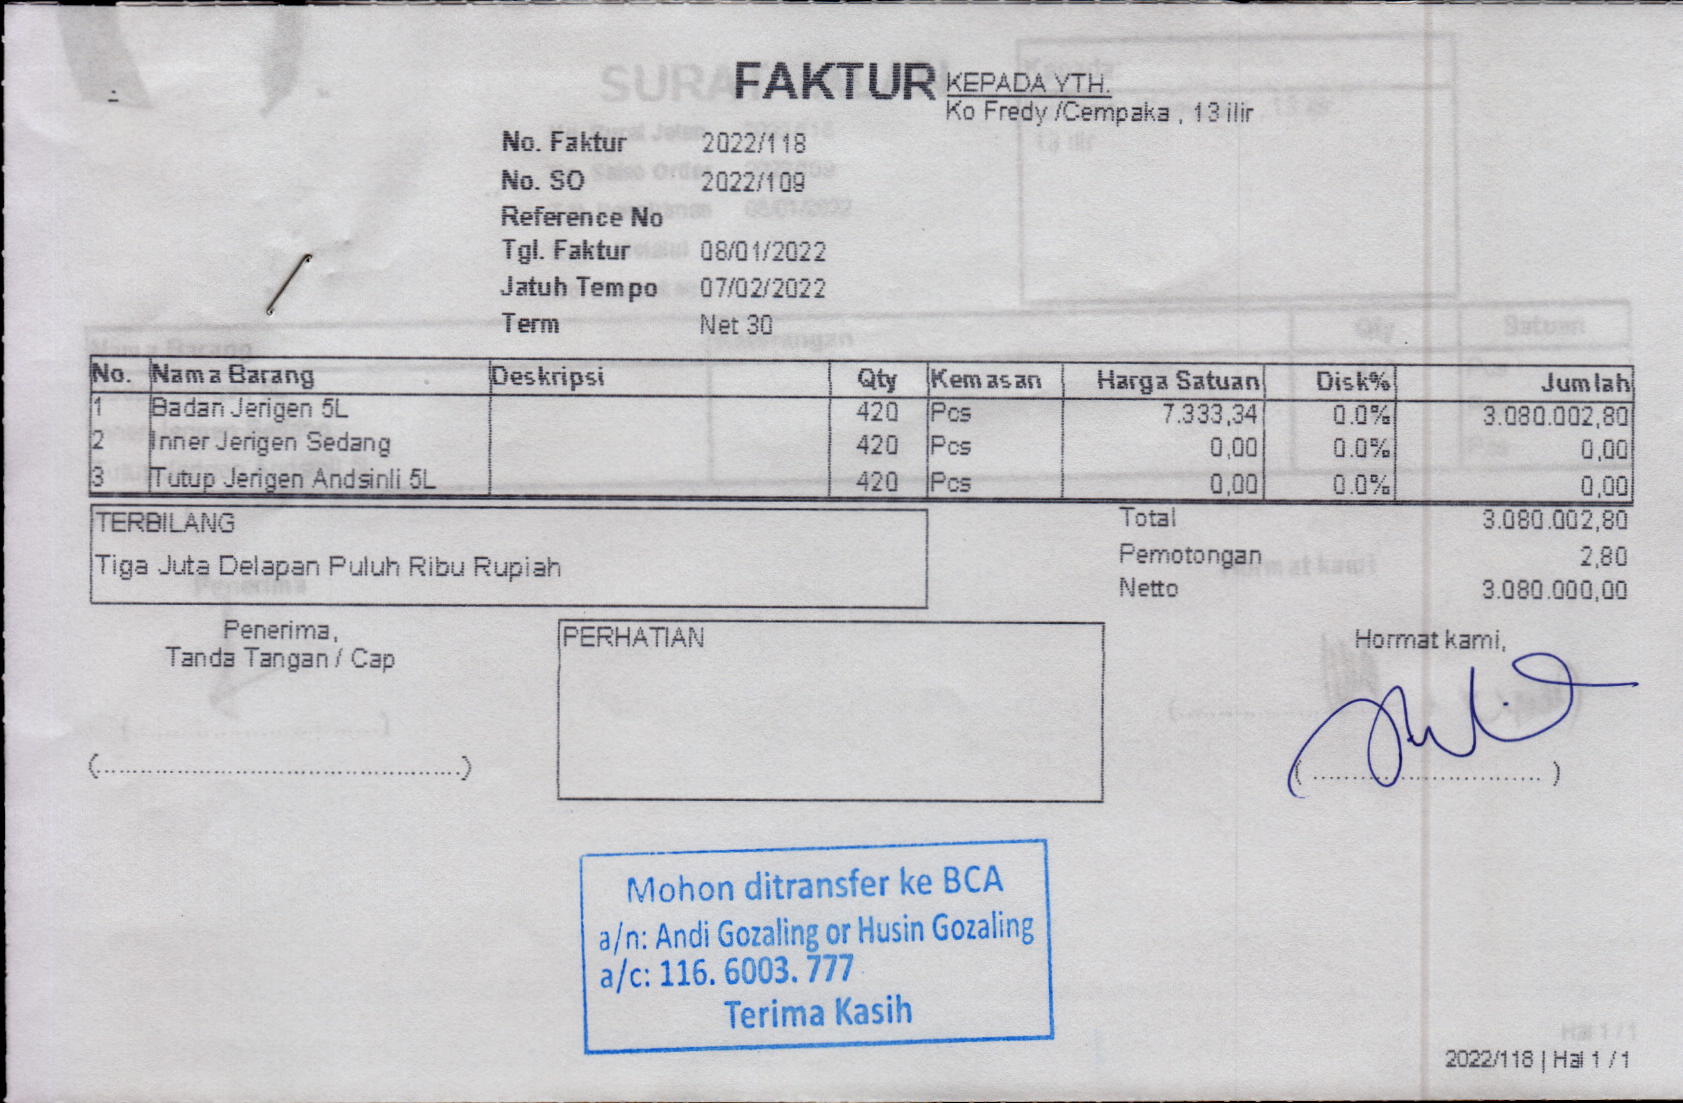 FAKTUR
KEPADA YTH.
Ko Fredy /Cempaka , 13 ilir
No. Faktur 2022/118
No. SO 2022/109
Reference No
Tgl. Faktur 08/01/2022
Jatuh Tempo 07/02/2022
Term Net 30
No. Nama Barang Deskripsi Qty Kemasan Harga Satuan Disk% Jumlah
1 Badan Jerigen 5L 420 Pcs 7.333,34 0.0% 3.080.002,80
2 Inner Jerigen Sedang 420 Pcs 0,00 0.0% 0,00
3 Tutup Jerigen Andsinli 5L 420 Pcs 0,00 0.0% 0,00
TERBILANG
Tiga Juta Delapan Puluh Ribu Rupiah
Total 3.080.002,80
Pemotongan 2,80
Netto 3.080.000,00
Penerima,
Tanda Tangan / Cap
PERHATIAN
Hormat kami,
(................................................)
( .............................. )
Mohon ditransfer ke BCA
a/n: Andi Gozaling or Husin Gozaling
a/c: 116. 6003. 777
Terima Kasih
2022/118 | Hal 1 / 1